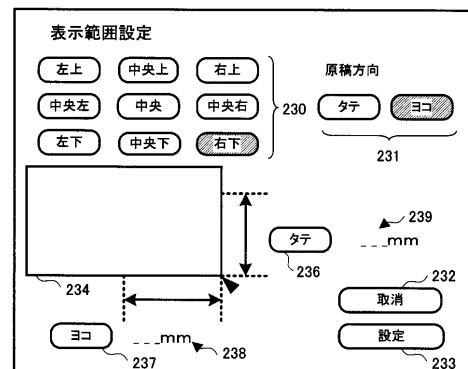 表示範囲設定
左上 中央上 右上
原稿方向
中央左 中央 中央右 230 タテ ヨコ
左下 中央下 右下
231
239
タテ _ _ _mm
236
232
234 取消
ヨコ _ _ _mm 設定
237 238 233